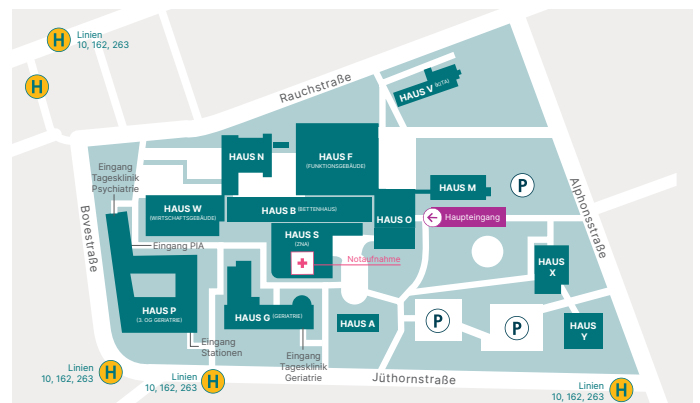 H
Linien
10, 162, 263
H
Rauchstraße
HAUS V (KITA)
HAUS N
HAUS F
(FUNKTIONSGEBÄUDE)
Eingang
Tagesklinik
Psychiatrie
HAUS M
P
Alphonsstraße
HAUS W
(WIRTSCHAFTSGEBÄUDE)
HAUS B (BETTENHAUS)
HAUS O
Haupteingang
Bovestraße
HAUS S
(ZNA)
Eingang PIA
Notaufnahme
HAUS
X
HAUS P
(3. OG GERIATRIE)
HAUS G (GERIATRIE)
HAUS A
P
P
HAUS
Y
Eingang
Stationen
Eingang
Tagesklinik
Geriatrie
Linien
10, 162, 263
H
Linien
10, 162, 263
H
Jüthornstraße
Linien
10, 162, 263
H